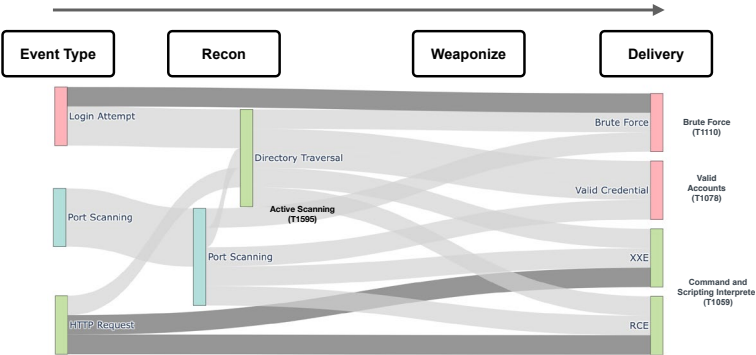 Event Type
Recon
Weaponize
Delivery
Login Attempt
Brute Force
Brute Force
(T1110)
Directory Traversal
Valid Credential
Valid
Accounts
(T1078)
Active Scanning
(T1595)
Port Scanning
Port Scanning
XXE
Command and
Scripting Interprete
(T1059)
HTTP Request
RCE